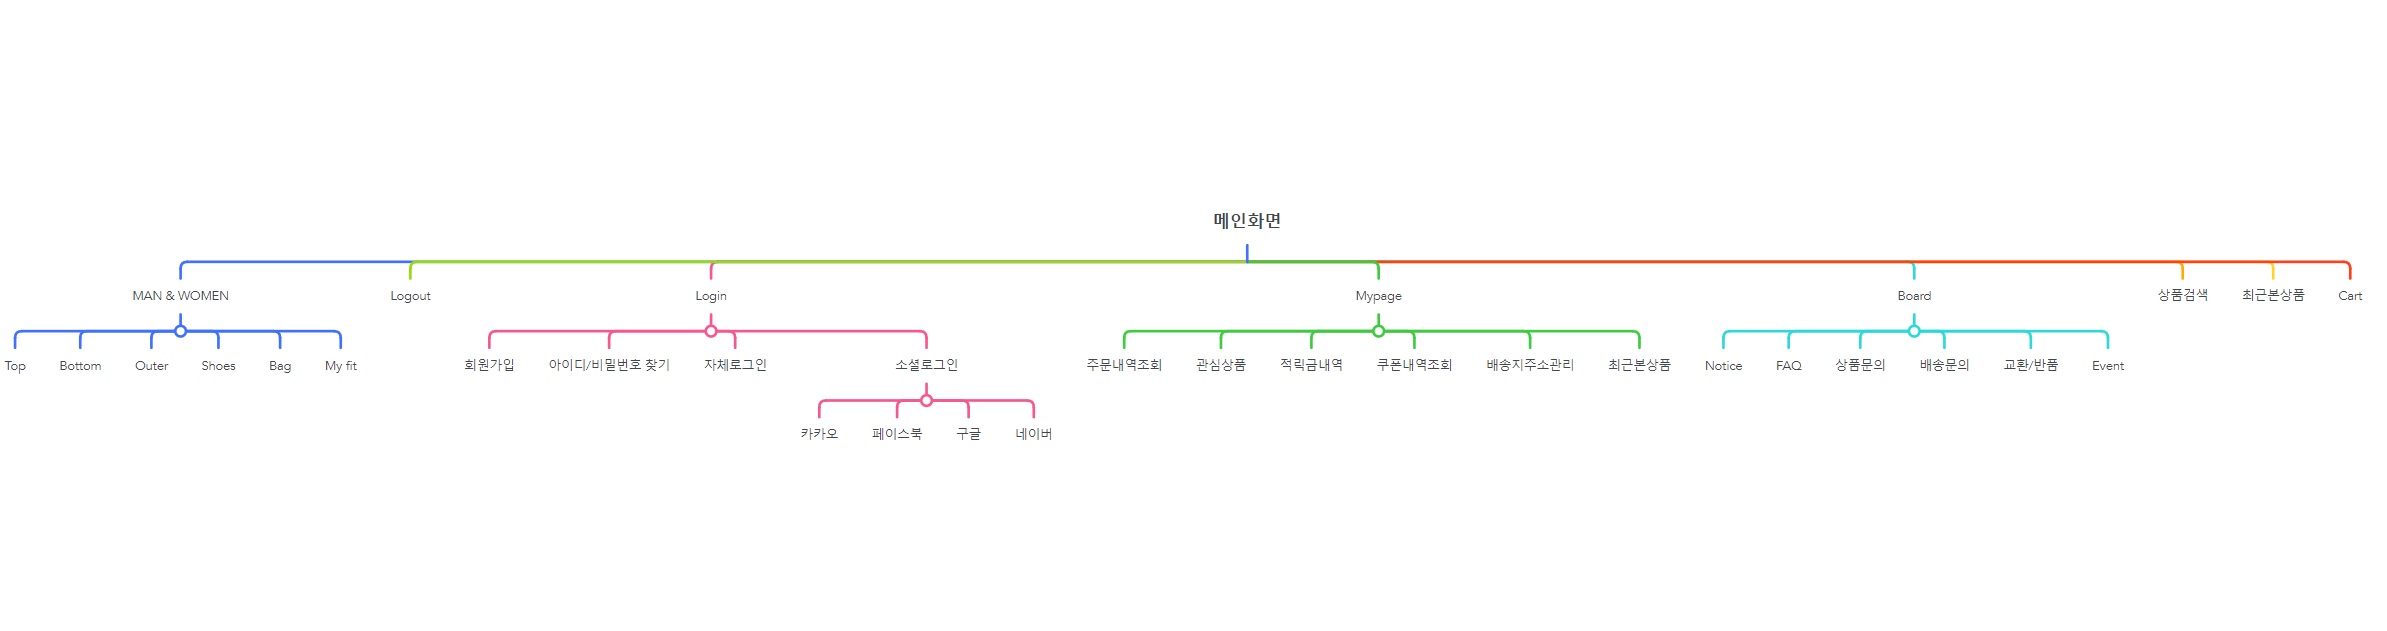 메인화면
MAN & WOMEN
Logout
Login
Mypage
Board
상품검색
최근본상품
Cart
Top
Bottom
Outer
Shoes
Bag
My fit
회원가입
아이디/비밀번호 찾기
자체로그인
소셜로그인
주문내역조회
관심상품
적릭금내역
쿠폰내역조회
배송지주소관리
최근본상품
Notice
FAQ
상품문의
배송문의
교환/반품
Event
카카오
페이스북
구글
네이버